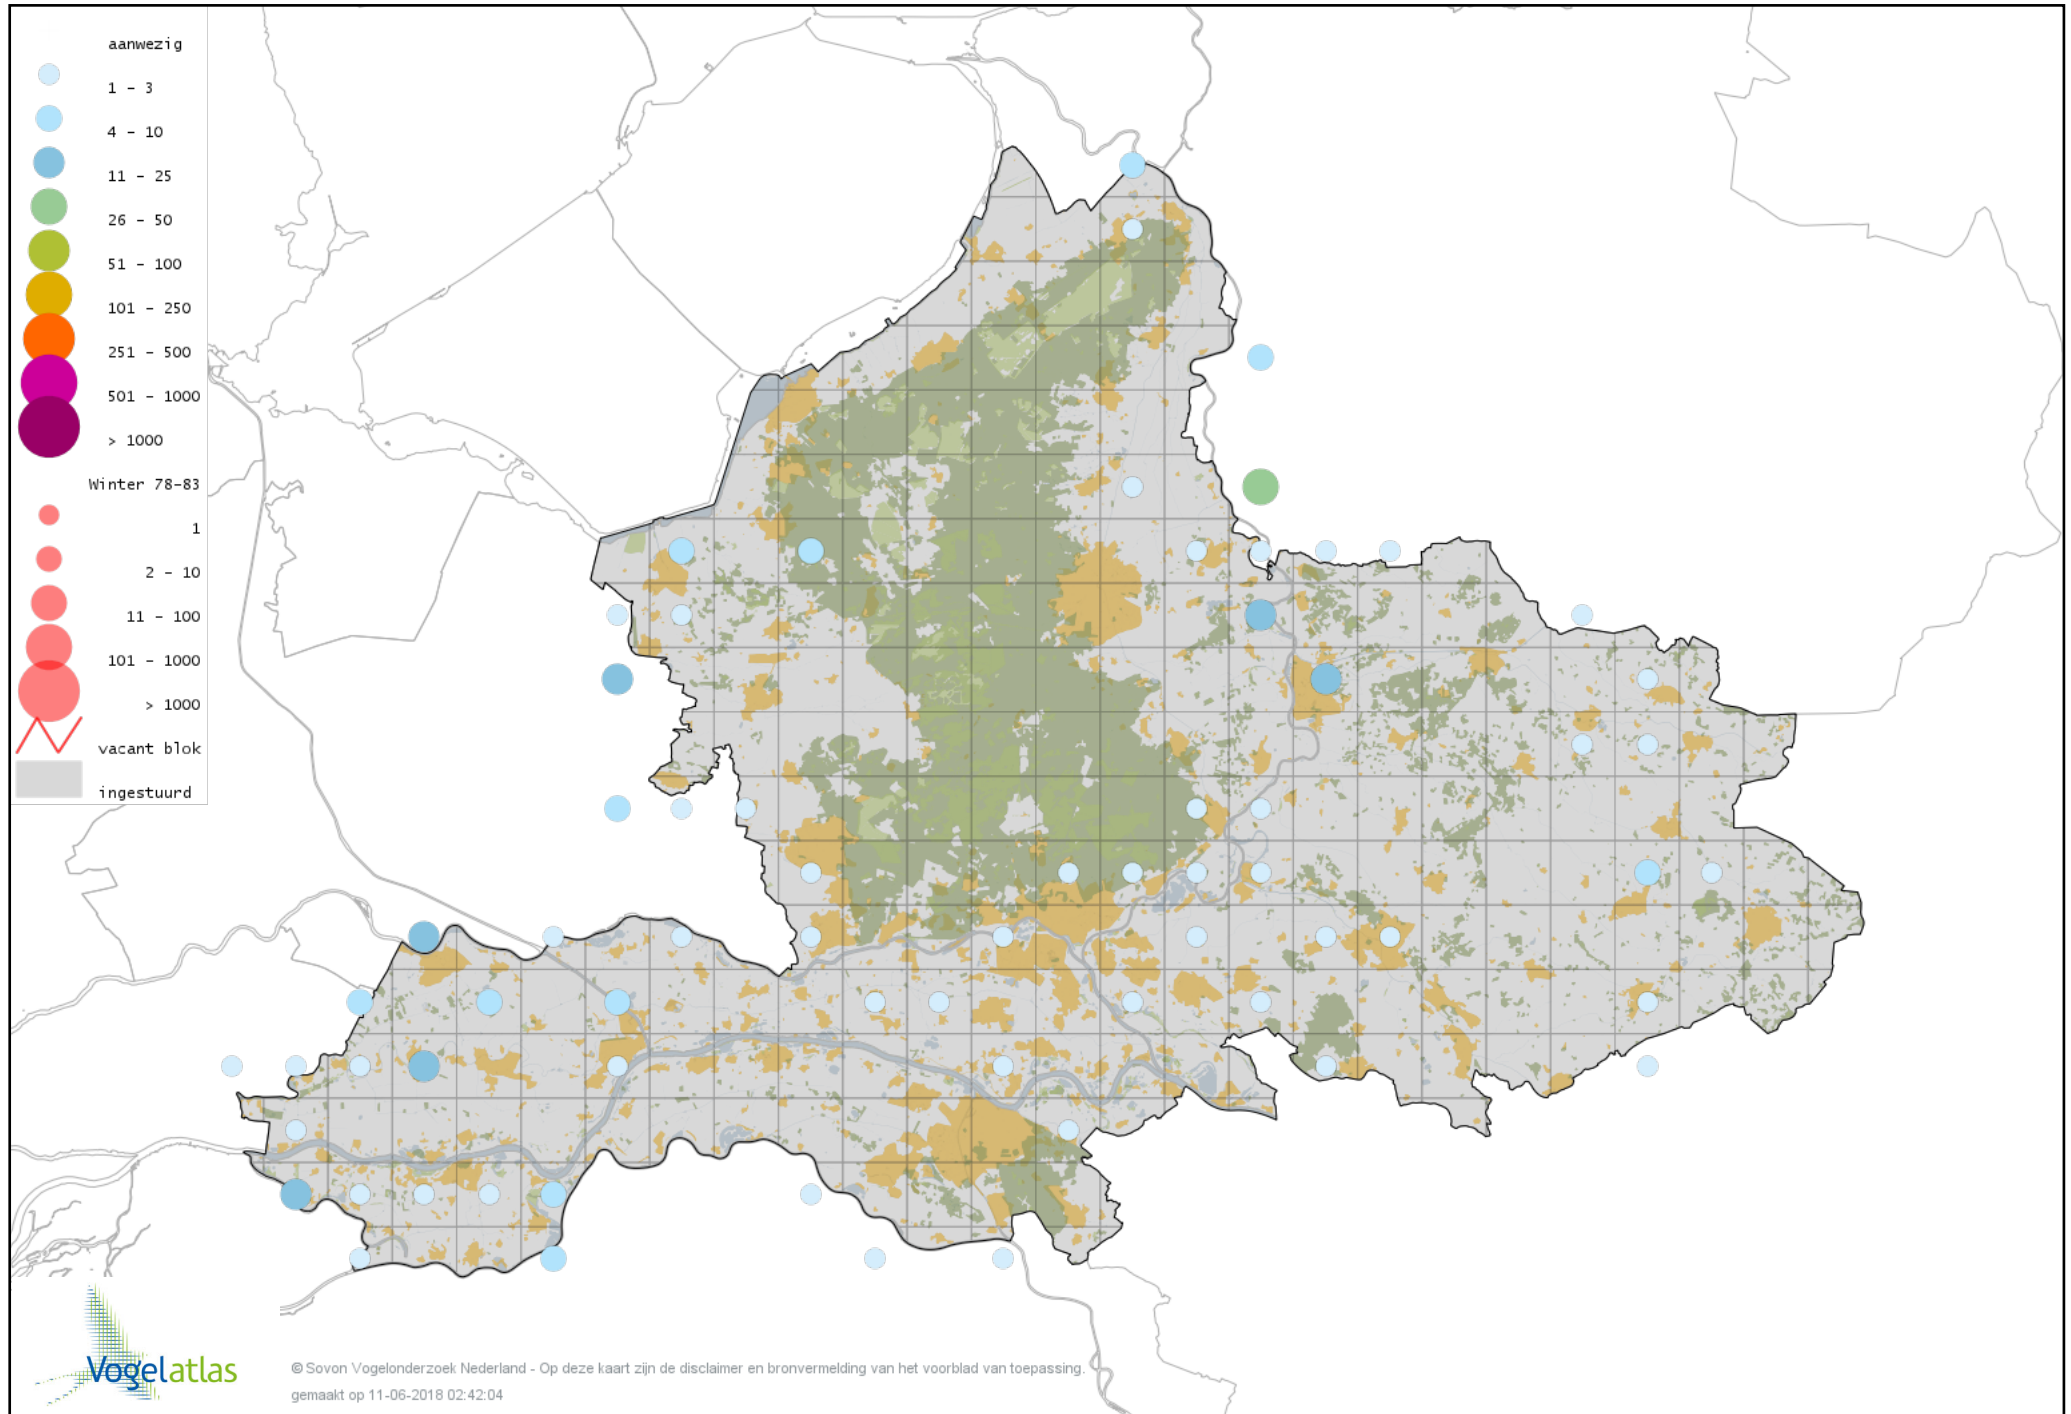 aanwezig
1 - 3
4 - 10
11 - 25
26 - 50
51 - 100
101 - 250
251 - 500
501 - 1000
> 1000
Winter 78-83
1
2 - 10
11 - 100
101 - 1000
> 1000
vacant blok
ingestuurd
Vogelatlas
© Sovon Vogelonderzoek Nederland - Op deze kaart zijn de disclaimer en bronvermelding van het voorblad van toepassing.
gemaakt op 11-06-2018 02:42:04